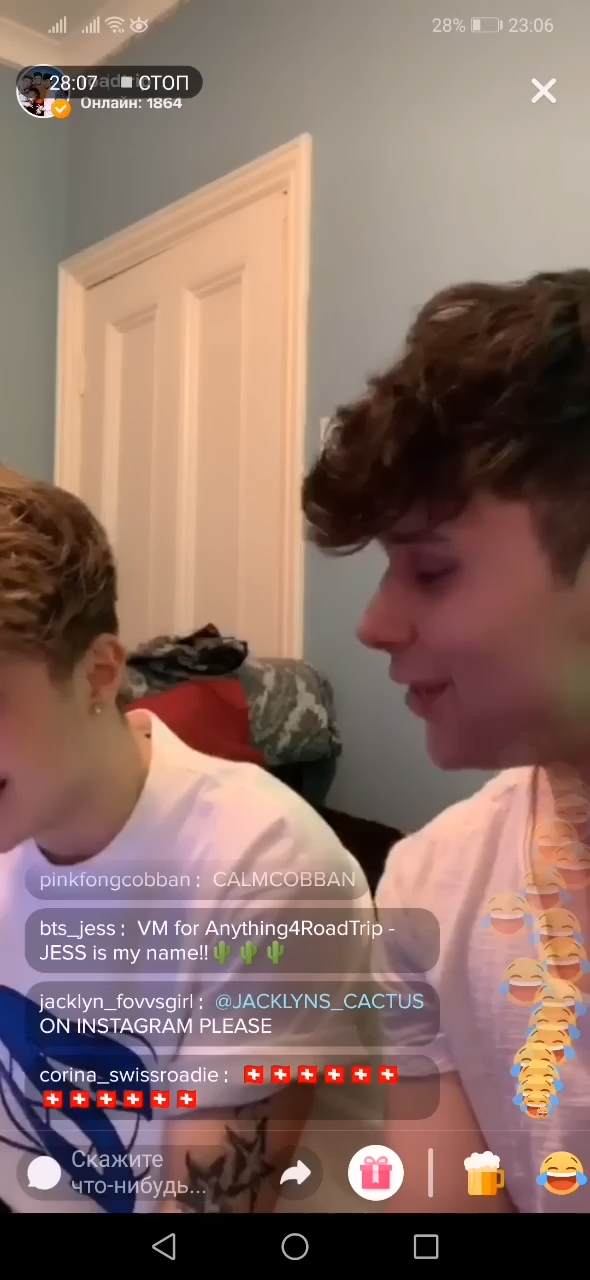 28% 23:06
28:07 СТОП
Онлайн: 1864
pinkfongcobban : CALMCOBBAN
bts_jess : VM for Anything4RoadTrip -
JESS is my name!!🌵🌵🌵
jacklyn_fovvsgirl : @JACKLYNS_CACTUS
ON INSTAGRAM PLEASE
corina_swissroadie : 🇨🇭🇨🇭🇨🇭🇨🇭🇨🇭🇨🇭
🇨🇭🇨🇭🇨🇭🇨🇭🇨🇭🇨🇭
Скажите
что-нибудь...